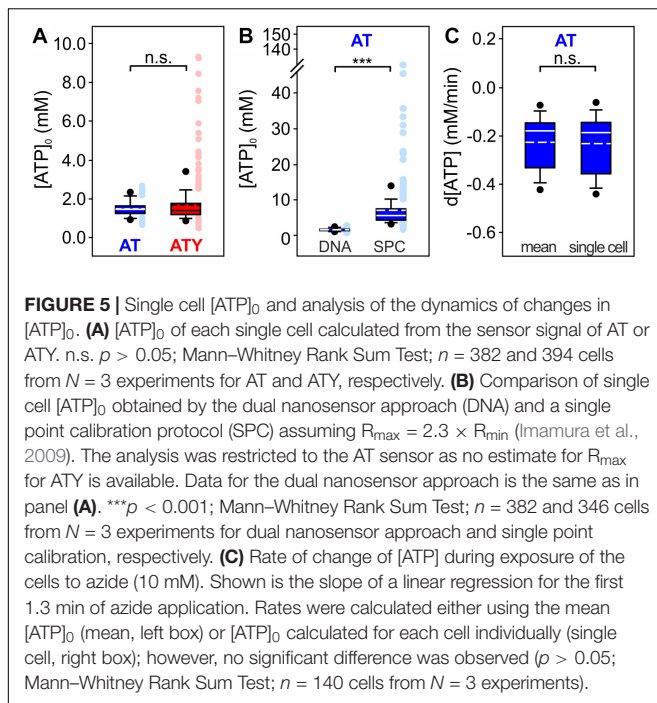 A
B
C
10.0
8.0
6.0
4.0
2.0
0.0
[ATP]₀ (mM)
n.s.
AT
ATY
150
130
40
30
20
10
0
[ATP]₀ (mM)
AT
***
DNA
SPC
0.2
0.0
-0.2
-0.4
-0.6
d[ATP] (mM/min)
AT
n.s.
mean
single cell
FIGURE 5 | Single cell [ATP]₀ and analysis of the dynamics of changes in
[ATP]₀. (A) [ATP]₀ of each single cell calculated from the sensor signal of AT or
ATY. n.s. p > 0.05; Mann–Whitney Rank Sum Test; n = 382 and 394 cells
from N = 3 experiments for AT and ATY, respectively. (B) Comparison of single
cell [ATP]₀ obtained by the dual nanosensor approach (DNA) and a single
point calibration protocol (SPC) assuming Rmax = 2.3 × Rmin (Imamura et al.,
2009). The analysis was restricted to the AT sensor as no estimate for Rmax
for ATY is available. Data for the dual nanosensor approach is the same as in
panel (A). ***p < 0.001; Mann–Whitney Rank Sum Test; n = 382 and 346 cells
from N = 3 experiments for dual nanosensor approach and single point
calibration, respectively. (C) Rate of change of [ATP] during exposure of the
cells to azide (10 mM). Shown is the slope of a linear regression for the first
1.3 min of azide application. Rates were calculated either using the mean
[ATP]₀ (mean, left box) or [ATP]₀ calculated for each cell individually (single
cell, right box); however, no significant difference was observed (p > 0.05;
Mann–Whitney Rank Sum Test; n = 140 cells from N = 3 experiments).